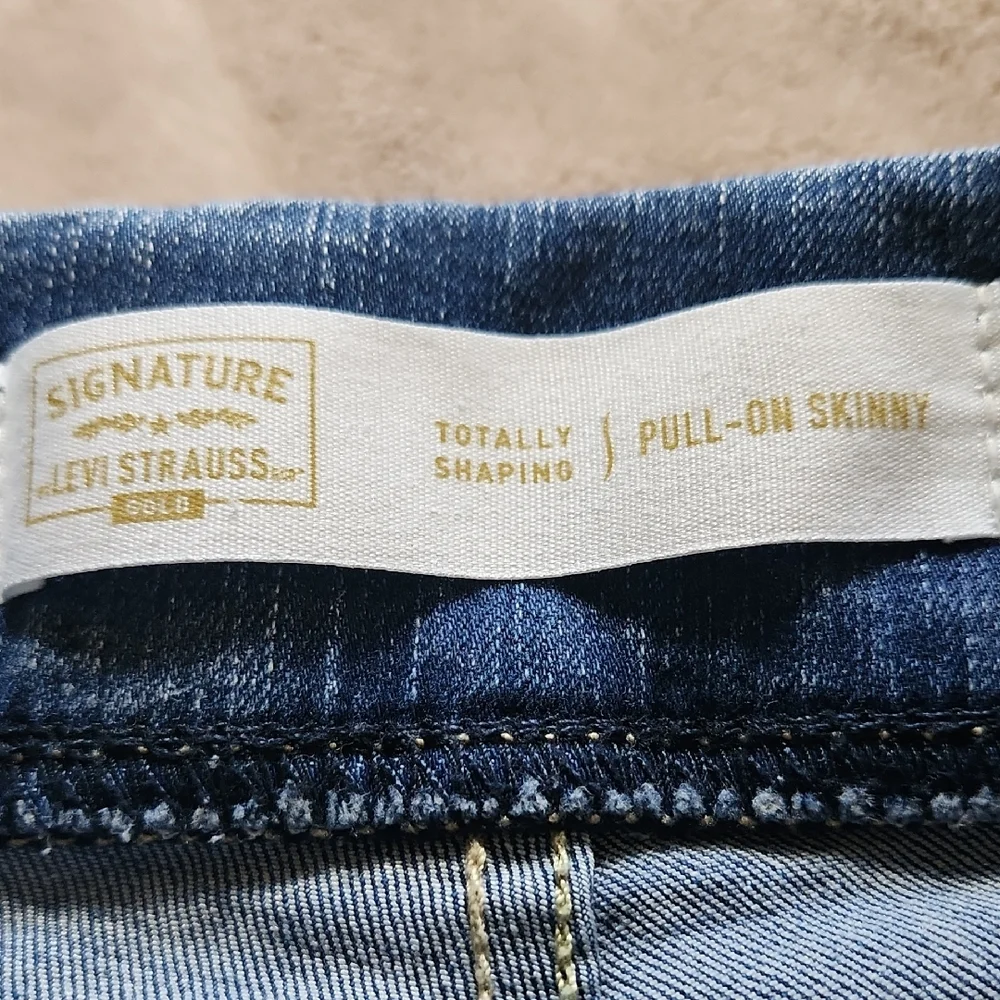 SIGNATURE
LEVI STRAUSS
GOLD
TOTALLY
SHAPING
PULL-ON SKINNY